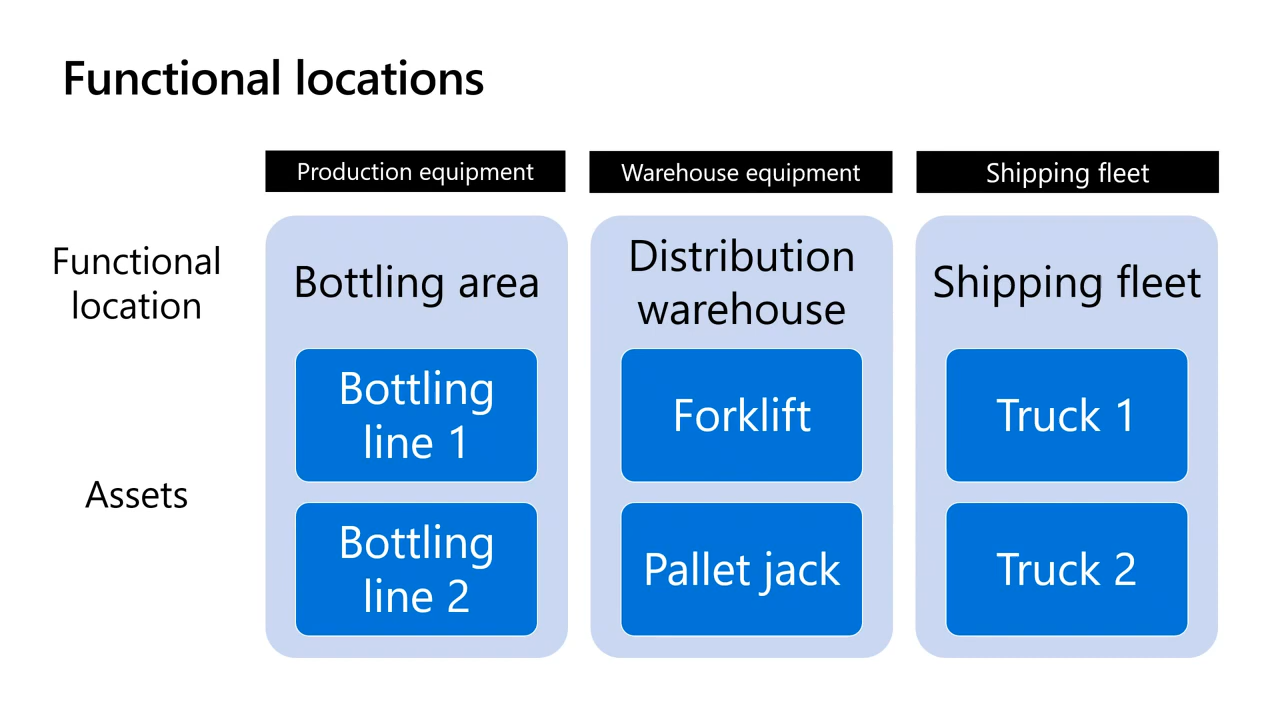 Functional locations
Production equipment
Warehouse equipment
Shipping fleet
Functional
location
Bottling area
Distribution
warehouse
Shipping fleet
Assets
Bottling
line 1
Forklift
Truck 1
Bottling
line 2
Pallet jack
Truck 2